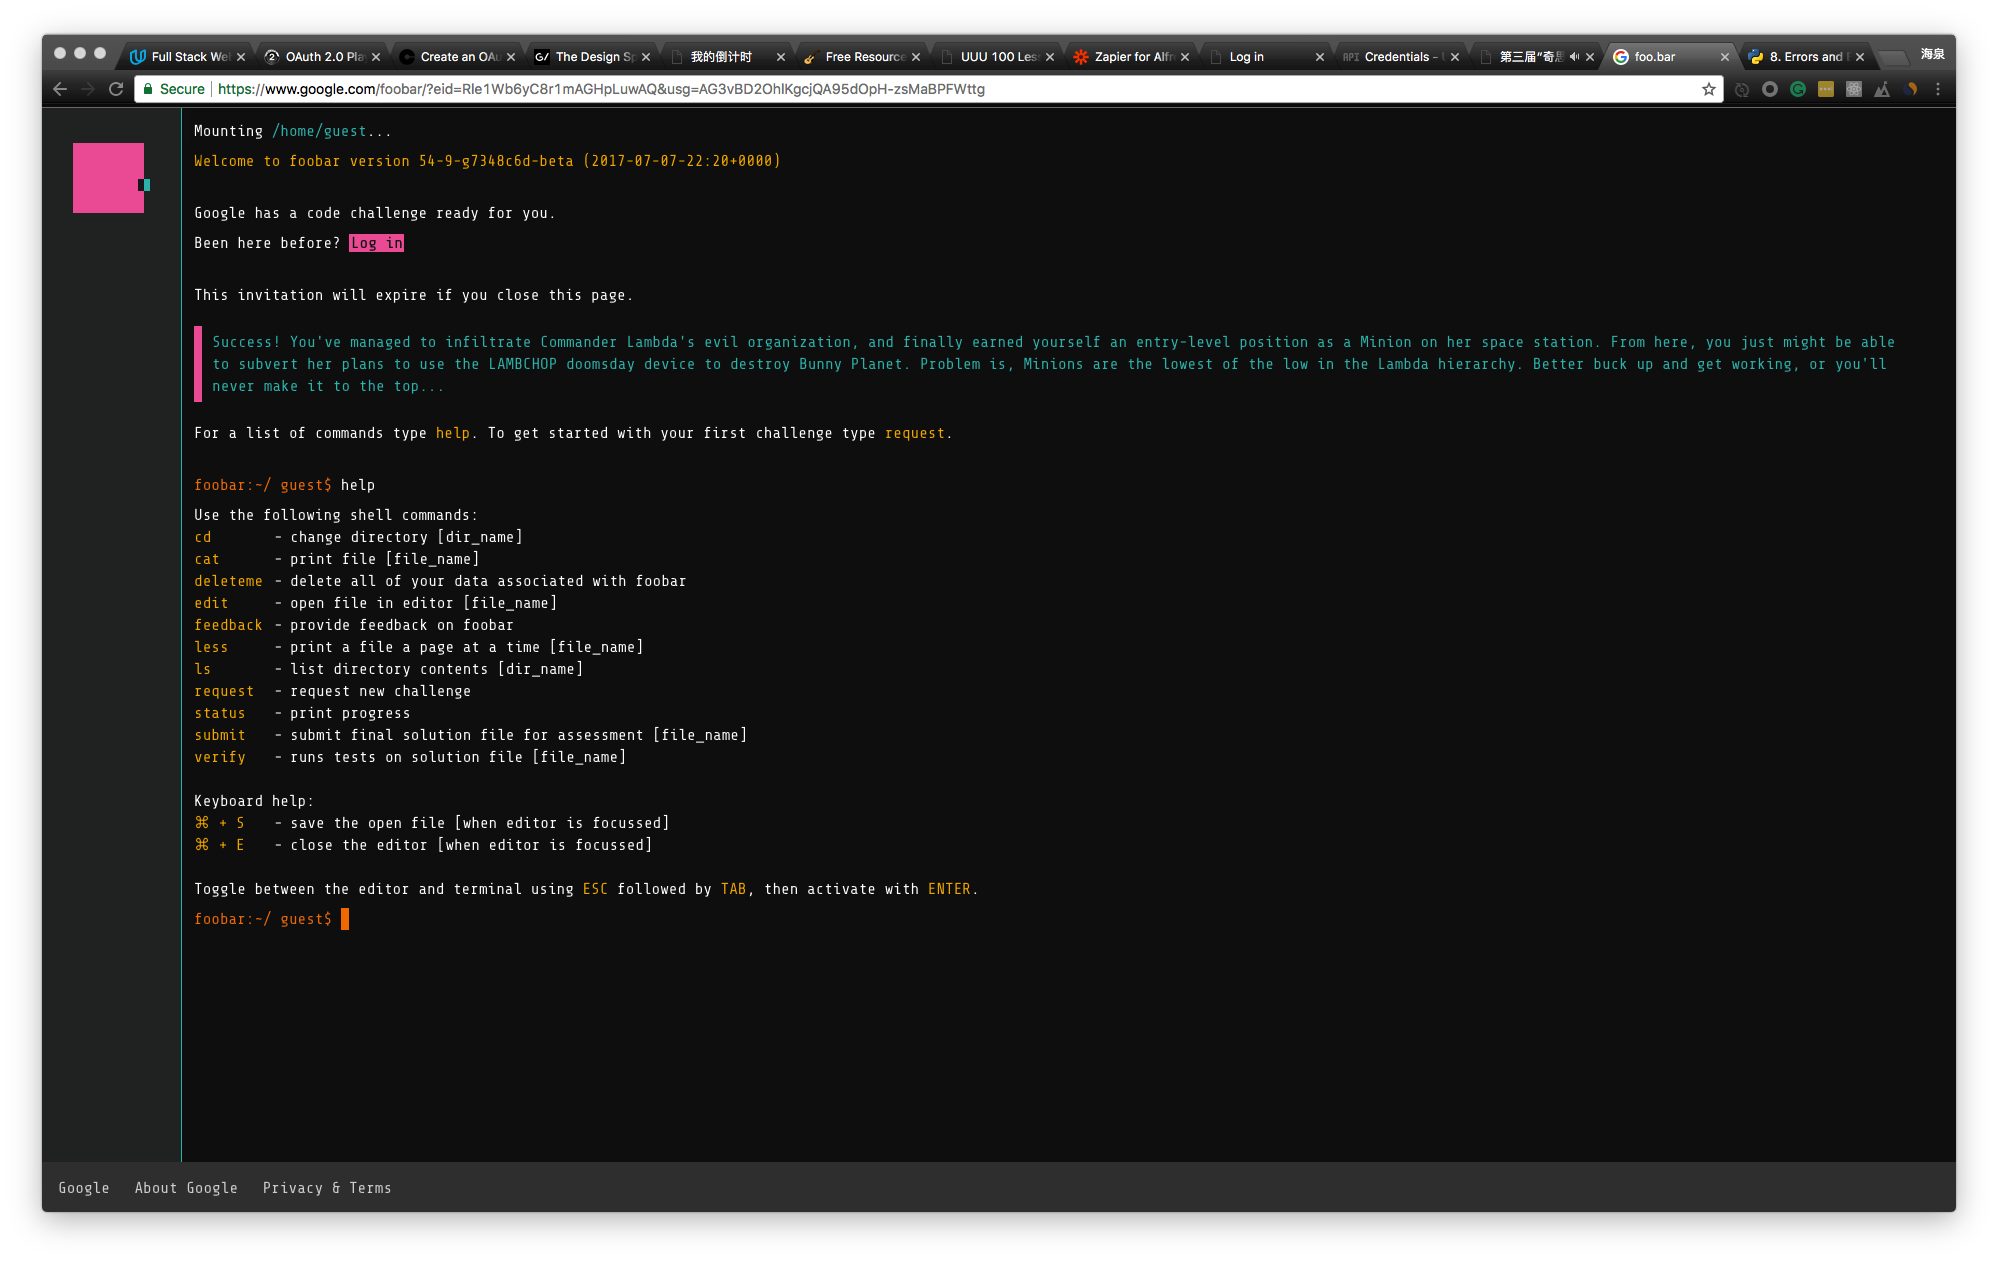 Full Stack We
OAuth 2.0 Pla
Create an OAu
The Design Sp
我的倒计时
Free Resource
UUU 100 Les
Zapier for Alfr
Log in
API Credentials -
第三届“奇思
foo.bar
8. Errors and
海泉
Secure https://www.google.com/foobar/?eid=Rle1Wb6yC8r1mAGHpLuwAQ&usg=AG3vBD2OhlKgcjQA95dOpH-zsMaBPFWttg
Mounting /home/guest...
Welcome to foobar version 54-9-g7348c6d-beta (2017-07-07-22:20+0000)
Google has a code challenge ready for you.
Been here before? Log in
This invitation will expire if you close this page.
Success! You've managed to infiltrate Commander Lambda's evil organization, and finally earned yourself an entry-level position as a Minion on her space station. From here, you just might be able
to subvert her plans to use the LAMBCHOP doomsday device to destroy Bunny Planet. Problem is, Minions are the lowest of the low in the Lambda hierarchy. Better buck up and get working, or you'll
never make it to the top...
For a list of commands type help. To get started with your first challenge type request.
foobar:~/ guest$ help
Use the following shell commands:
cd - change directory [dir_name]
cat - print file [file_name]
deleteme - delete all of your data associated with foobar
edit - open file in editor [file_name]
feedback - provide feedback on foobar
less - print a file a page at a time [file_name]
ls - list directory contents [dir_name]
request - request new challenge
status - print progress
submit - submit final solution file for assessment [file_name]
verify - runs tests on solution file [file_name]
Keyboard help:
⌘ + S - save the open file [when editor is focussed]
⌘ + E - close the editor [when editor is focussed]
Toggle between the editor and terminal using ESC followed by TAB, then activate with ENTER.
foobar:~/ guest$
Google About Google Privacy & Terms